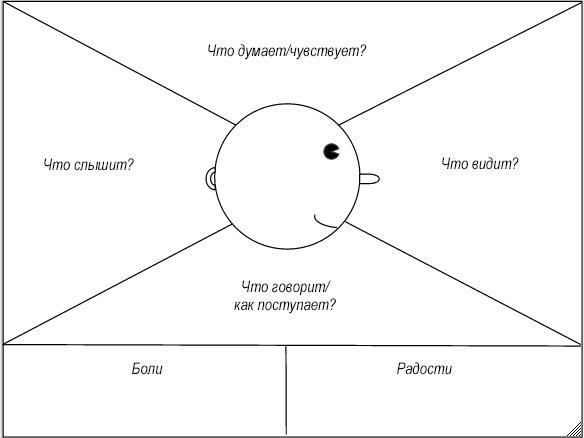 Что думает/чувствует?
Что слышит?
Что видит?
Что говорит/
как поступает?
Боли
Радости